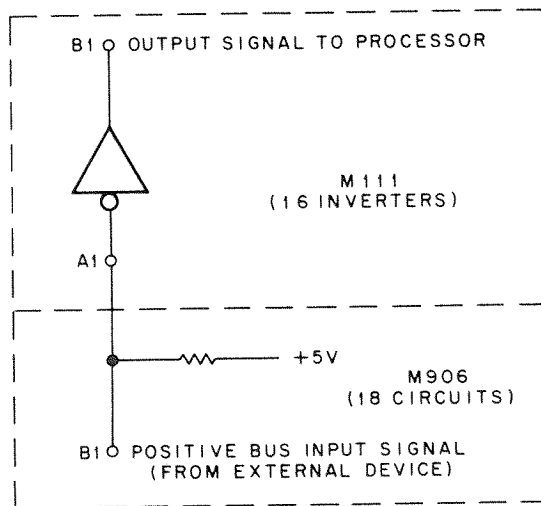 B1 OUTPUT SIGNAL TO PROCESSOR
M111
(16 INVERTERS)
A1
+5V
M906
(18 CIRCUITS)
B1 POSITIVE BUS INPUT SIGNAL
(FROM EXTERNAL DEVICE)